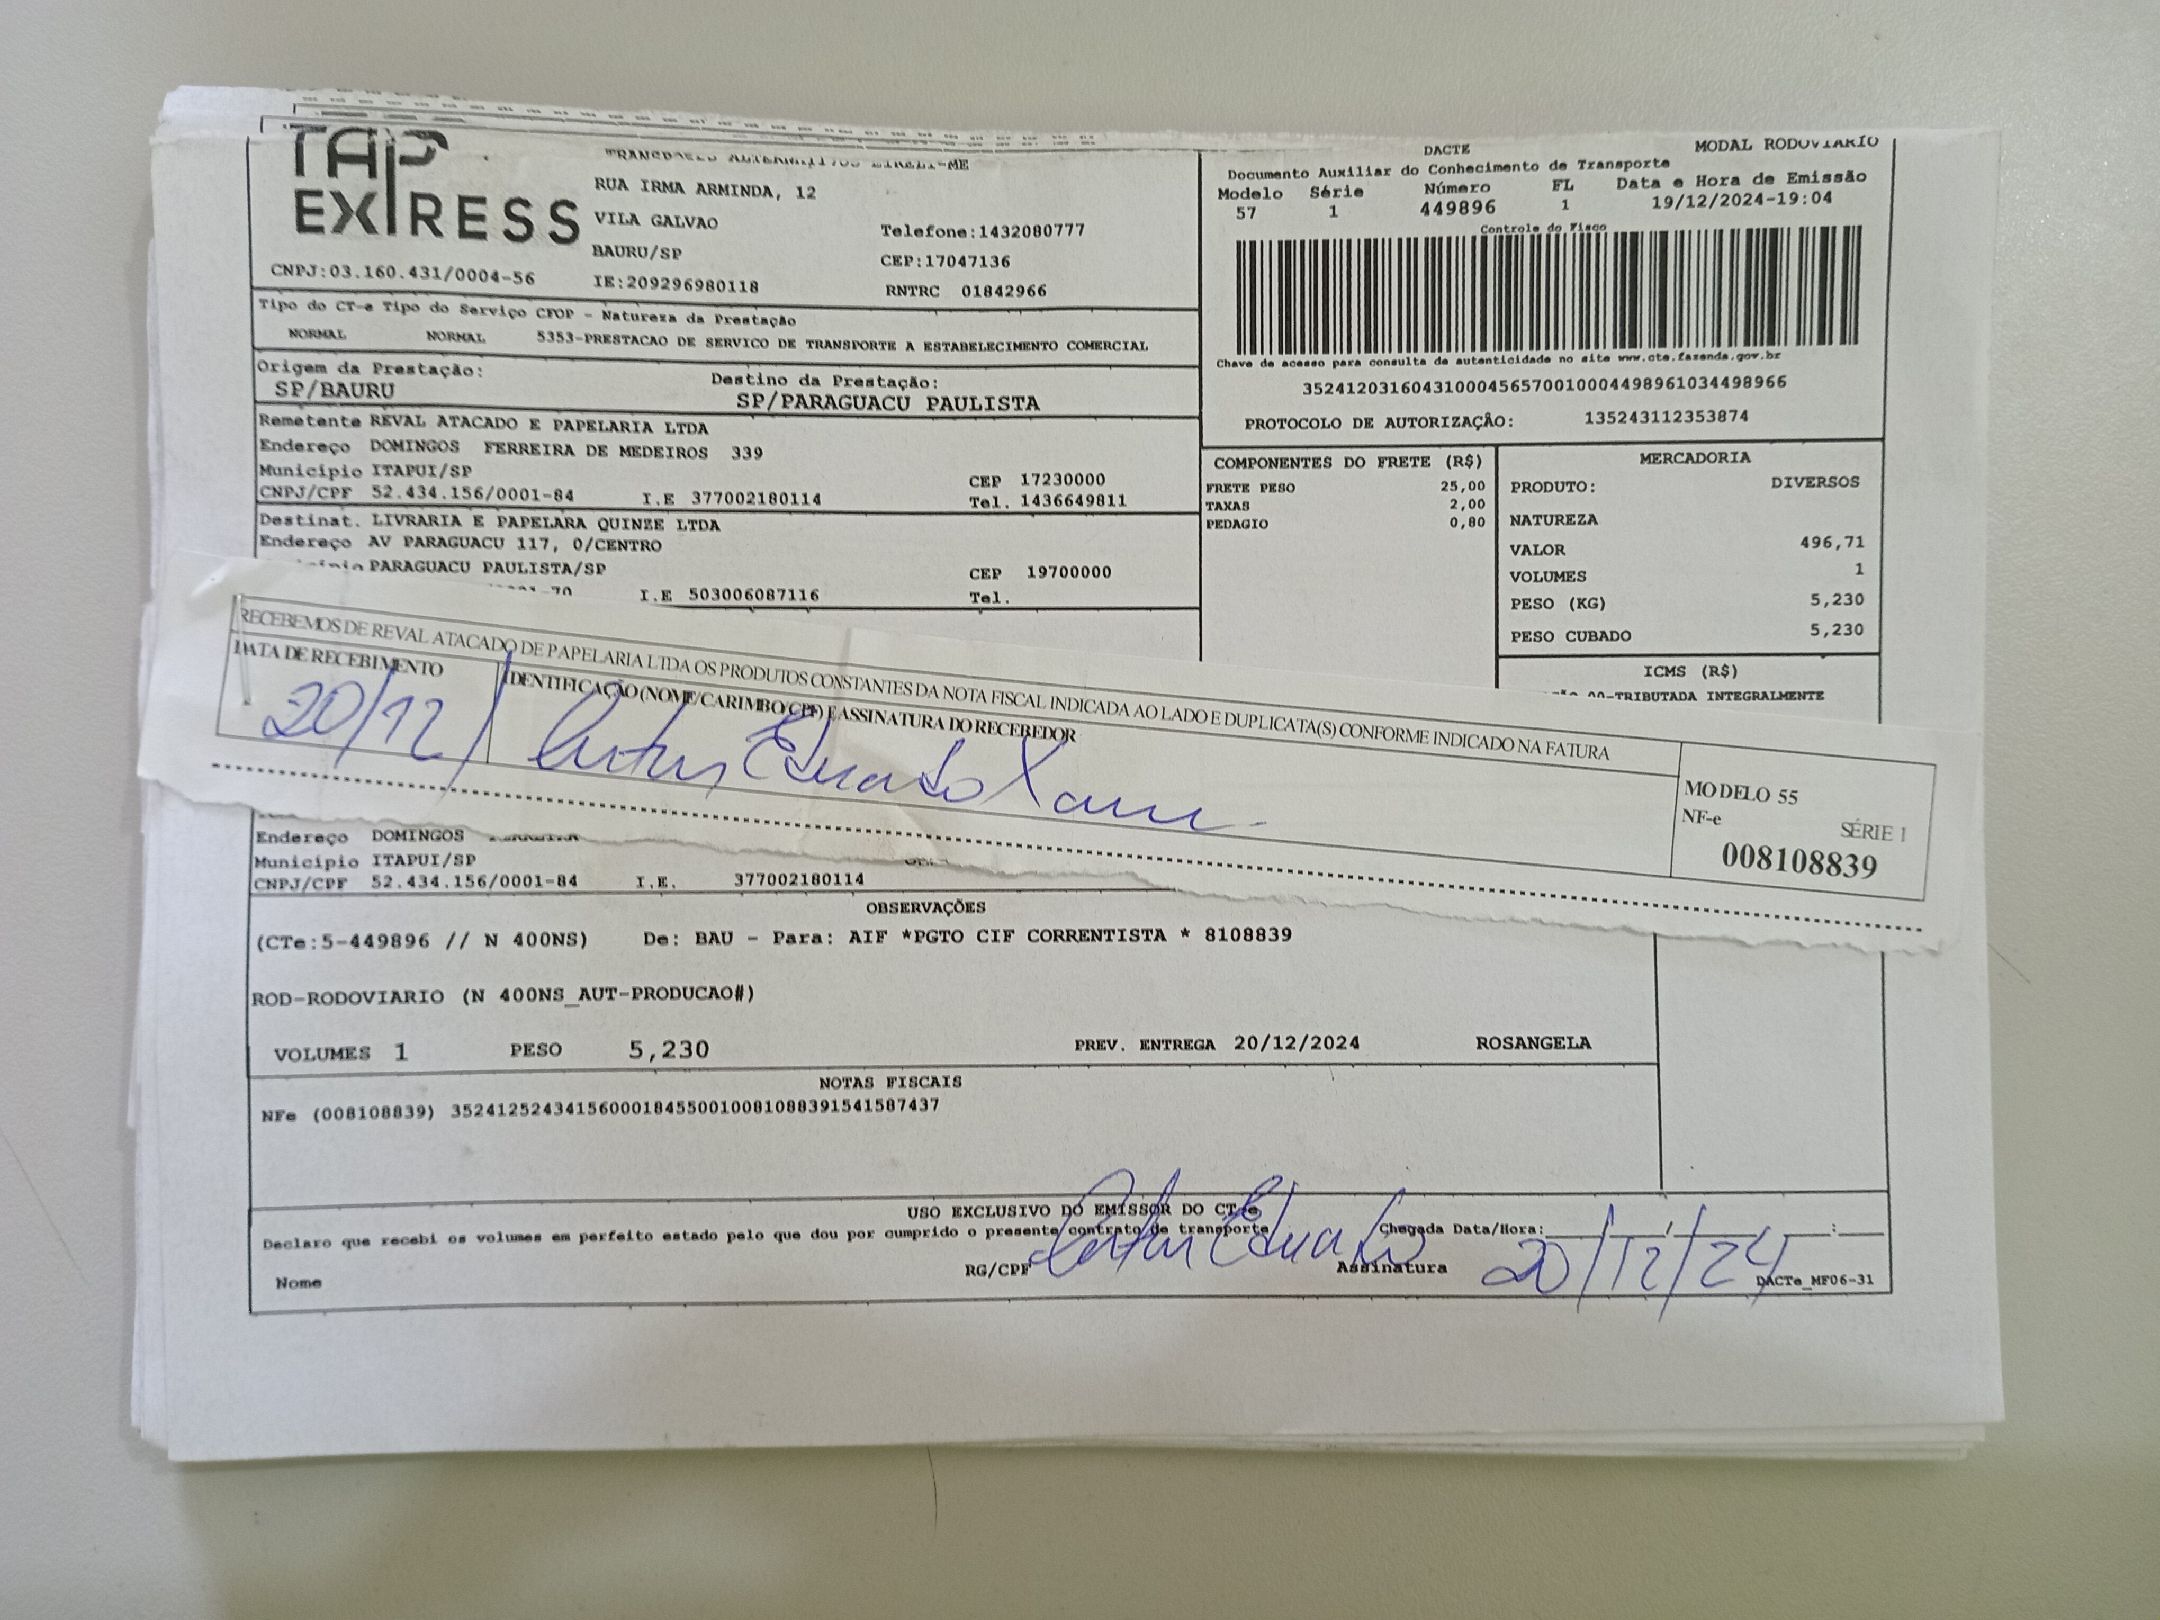 TAP
EXPRESS
RUA IRMA ARMINDA, 12
VILA GALVAO
Telefone:1432080777
BAURU/SP
CEP:17047136
CNPJ:03.160.431/0004-56
IE:209296980118
RNTRC 01842966
DACTE
MODAL RODOVIARIO
Documento Auxiliar do Conhecimento de Transporte
Modelo Série Número FL Data e Hora de Emissão
57 1 449896 1 19/12/2024-19:04
Controle do Fisco
Chave de acesso para consulta de autenticidade no site www.cte.fazenda.gov.br
35241203160431000456570010004498961034498966
PROTOCOLO DE AUTORIZAÇÂO: 135243112353874
Tipo do CT-e Tipo do Serviço CFOP - Natureza da Prestação
NORMAL NORMAL 5353-PRESTACAO DE SERVICO DE TRANSPORTE A ESTABELECIMENTO COMERCIAL
Origem da Prestação: Destino da Prestação:
SP/BAURU SP/PARAGUACU PAULISTA
Remetente REVAL ATACADO E PAPELARIA LTDA
Endereço DOMINGOS FERREIRA DE MEDEIROS 339
Municipio ITAPUI/SP CEP 17230000
CNPJ/CPF 52.434.156/0001-84 I.E 377002180114 Tel. 1436649811
Destinat. LIVRARIA E PAPELARA QUINZE LTDA
Endereço AV PARAGUACU 117, 0/CENTRO
PARAGUACU PAULISTA/SP CEP 19700000
I.E 503006087116 Tel.
COMPONENTES DO FRETE (R$)
FRETE PESO 25,00
TAXAS 2,00
PEDAGIO 0,80
MERCADORIA
PRODUTO: DIVERSOS
NATUREZA
VALOR 496,71
VOLUMES 1
PESO (KG) 5,230
PESO CUBADO 5,230
ICMS (R$)
00-TRIBUTADA INTEGRALMENTE
RECEBEMOS DE REVAL ATACADO DE PAPELARIA LTDA OS PRODUTOS CONSTANTES DA NOTA FISCAL INDICADA AO LADO E DUPLICATA(S) CONFORME INDICADO NA FATURA
DATA DE RECEBIMENTO
IDENTIFICAÇÃO (NOME/CARIMBO/CPF) E ASSINATURA DO RECEBEDOR
20/12/
MODELO 55
NF-e SÉRIE 1
008108839
Endereço DOMINGOS
Municipio ITAPUI/SP
CNPJ/CPF 52.434.156/0001-84 I.E. 377002180114
OBSERVAÇÕES
(CTe:5-449896 // N 400NS) De: BAU - Para: AIF *PGTO CIF CORRENTISTA * 8108839
ROD-RODOVIARIO (N 400NS_AUT-PRODUCAO#)
VOLUMES 1 PESO 5,230 PREV. ENTREGA 20/12/2024 ROSANGELA
NOTAS FISCAIS
NFe (008108839) 35241252434156000184550010081088391541587437
USO EXCLUSIVO DO EMISSOR DO CT-e
Declaro que recebi os volumes em perfeito estado pelo que dou por cumprido o presente contrato de transporte Chegada Data/Hora:
Nome RG/CPF Assinatura 20/12/24
DACTe_MF06-31